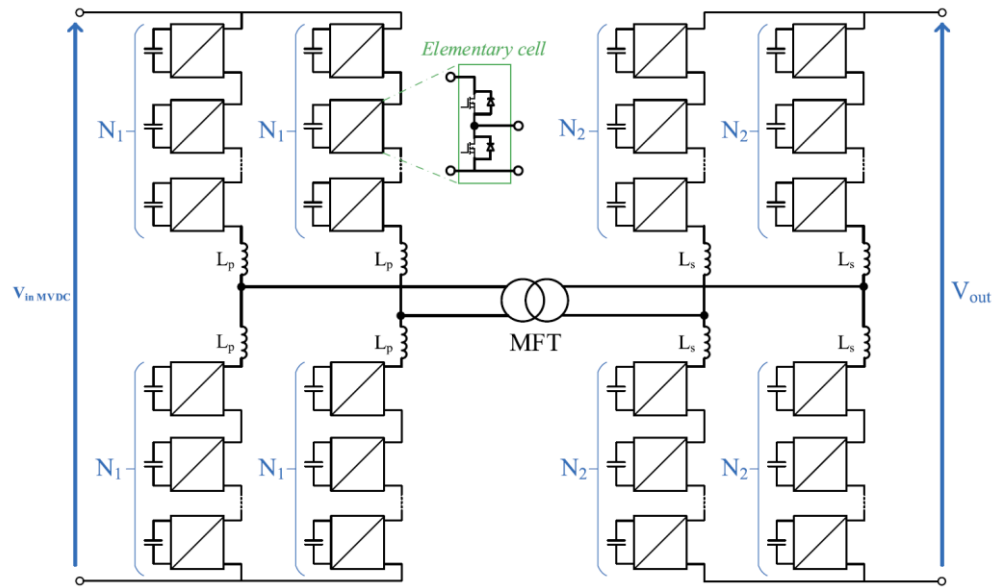 Elementary cell
N₁
N₁
N₂
N₂
Lₚ
Lₚ
Lₛ
Lₛ
V in MVDC
Vout
MFT
Lₚ
Lₚ
Lₛ
Lₛ
N₁
N₁
N₂
N₂